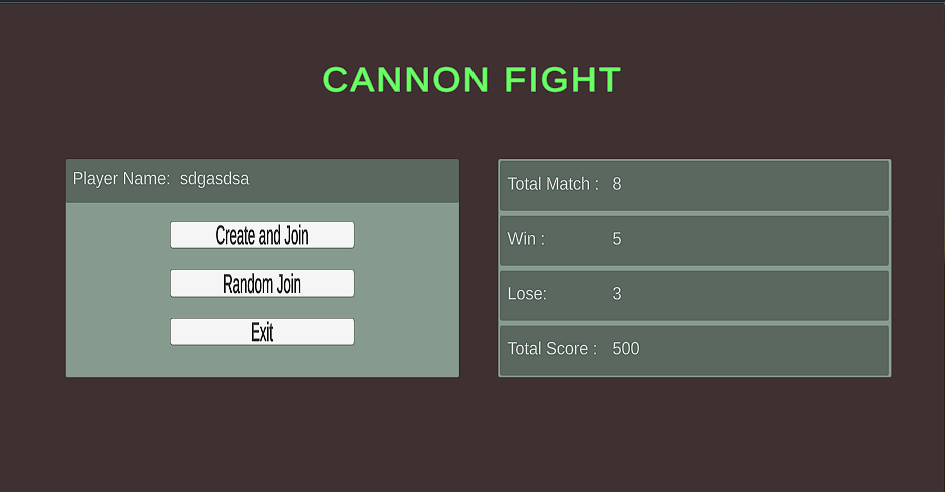 CANNON FIGHT
Player Name: sdgasdsa
Create and Join
Random Join
Exit
Total Match : 8
Win : 5
Lose: 3
Total Score : 500